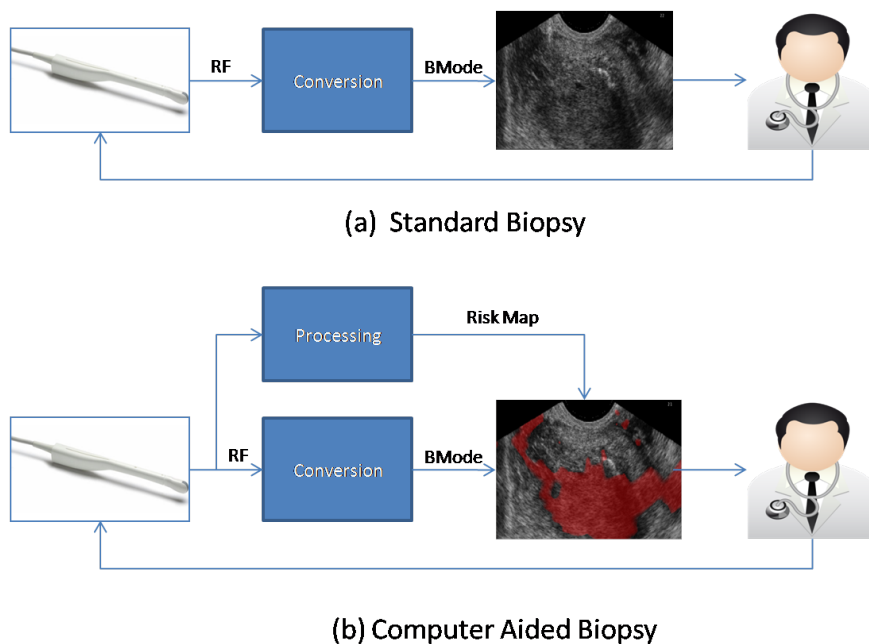 RF
Conversion
BMode
(a) Standard Biopsy
Processing
Risk Map
RF
Conversion
BMode
(b) Computer Aided Biopsy